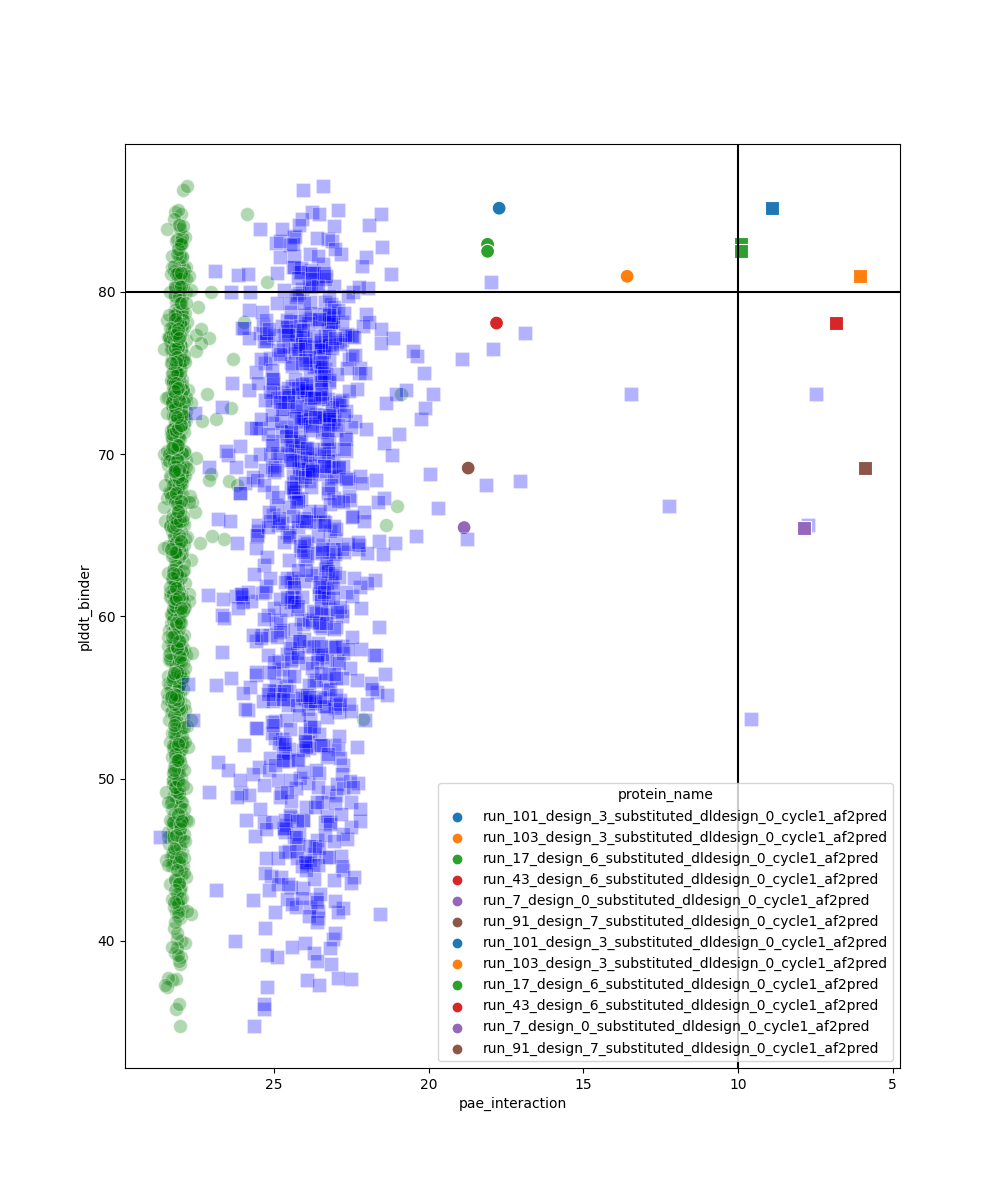 80
70
60
50
40
plddt_binder
protein_name
run_101_design_3_substituted_dldesign_0_cycle1_af2pred
run_103_design_3_substituted_dldesign_0_cycle1_af2pred
run_17_design_6_substituted_dldesign_0_cycle1_af2pred
run_43_design_6_substituted_dldesign_0_cycle1_af2pred
run_7_design_0_substituted_dldesign_0_cycle1_af2pred
run_91_design_7_substituted_dldesign_0_cycle1_af2pred
run_101_design_3_substituted_dldesign_0_cycle1_af2pred
run_103_design_3_substituted_dldesign_0_cycle1_af2pred
run_17_design_6_substituted_dldesign_0_cycle1_af2pred
run_43_design_6_substituted_dldesign_0_cycle1_af2pred
run_7_design_0_substituted_dldesign_0_cycle1_af2pred
run_91_design_7_substituted_dldesign_0_cycle1_af2pred
25 20 15 10 5
pae_interaction